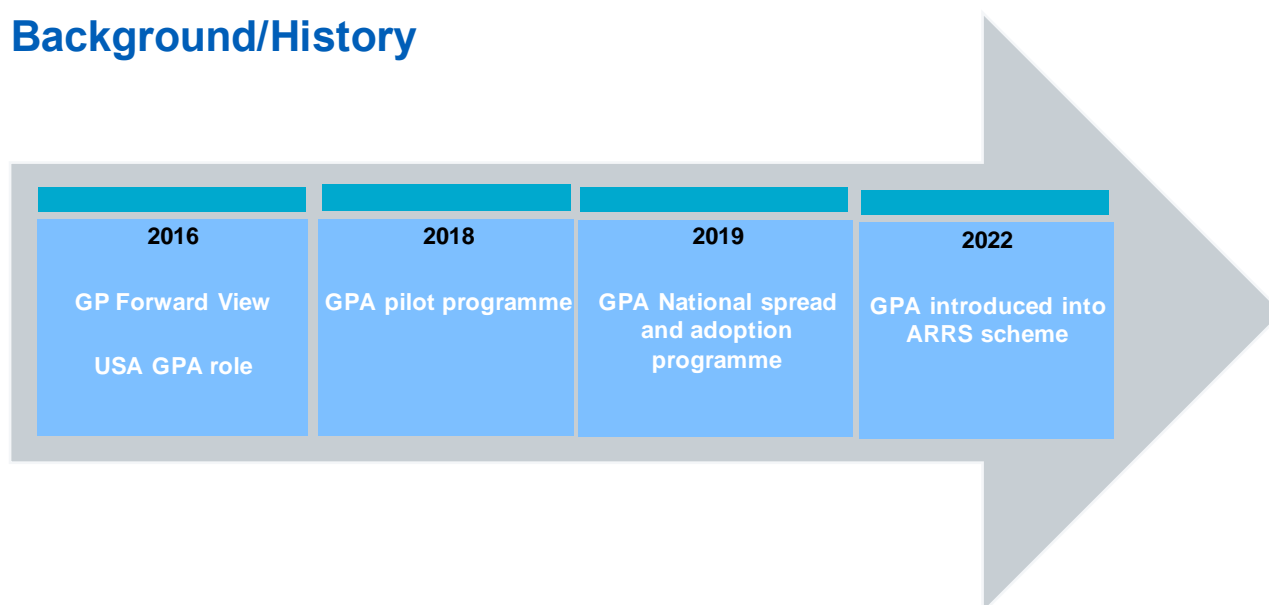 Background/History
2016
GP Forward View
USA GPA role
2018
GPA pilot programme
2019
GPA National spread
and adoption
programme
2022
GPA introduced into
ARRS scheme